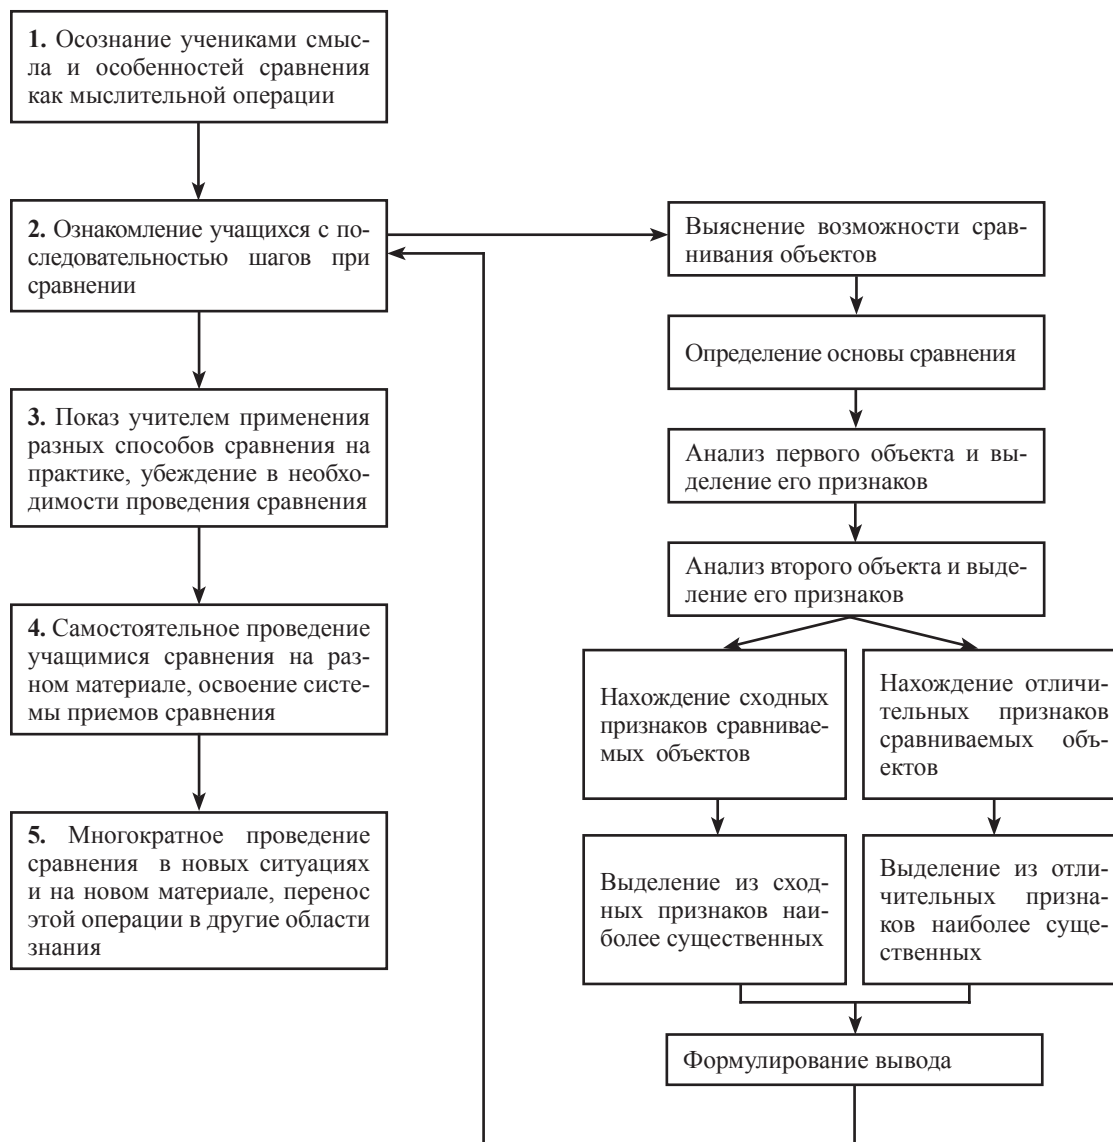 1. Осознание учениками смыс-
ла и особенностей сравнения
как мыслительной операции
2. Ознакомление учащихся с по-
следовательностью шагов при
сравнении
3. Показ учителем применения
разных способов сравнения на
практике, убеждение в необхо-
димости проведения сравнения
4. Самостоятельное проведение
учащимися сравнения на раз-
ном материале, освоение систе-
мы приемов сравнения
5. Многократное проведение
сравнения в новых ситуациях
и на новом материале, перенос
этой операции в другие области
знания
Выяснение возможности срав-
нивания объектов
Определение основы сравнения
Анализ первого объекта и вы-
деление его признаков
Анализ второго объекта и выде-
ление его признаков
Нахождение сходных
признаков сравнивае-
мых объектов
Нахождение отличи-
тельных признаков
сравниваемых объ-
ектов
Выделение из сход-
ных признаков наи-
более существенных
Выделение из отли-
чительных призна-
ков наиболее суще-
ственных
Формулирование вывода